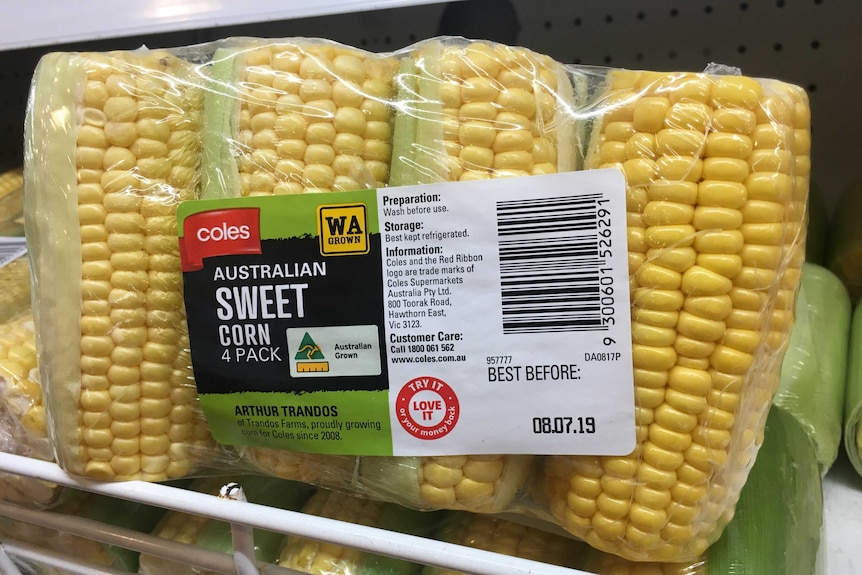 coles
WA
GROWN
AUSTRALIAN
SWEET
CORN
4 PACK
Australian
Grown
ARTHUR TRANDOS
of Trandos Farms, proudly growing
corn for Coles since 2008.
Preparation:
Wash before use.
Storage:
Best kept refrigerated.
Information:
Coles and the Red Ribbon
logo are trade marks of
Coles Supermarkets
Australia Pty Ltd.
800 Toorak Road,
Hawthorn East,
Vic 3123.
Customer Care:
Call 1800 061 562
www.coles.com.au
TRY IT
LOVE
IT
or your money back
9 300601 526291
957777
DA0817P
BEST BEFORE:
08.07.19
coles